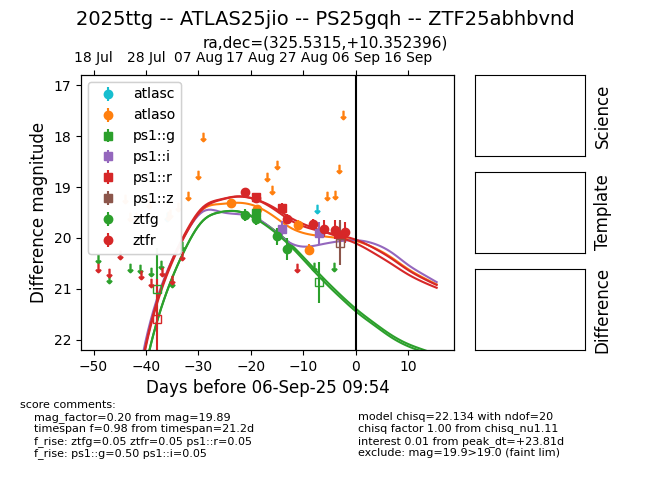 2025ttg -- ATLAS25jio -- PS25gqh -- ZTF25abhbvnd
ra,dec=(325.5315,+10.352396)
18 Jul 28 Jul 07 Aug 17 Aug 27 Aug 06 Sep 16 Sep
17
18
19
20
21
22
Difference magnitude
atlasc
atlaso
ps1::g
ps1::i
ps1::r
ps1::z
ztfg
ztfr
−50 −40 −30 −20 −10 0 10
Days before 06-Sep-25 09:54
Science
Template
Difference
score comments:
mag_factor=0.20 from mag=19.89
timespan f=0.98 from timespan=21.2d
f_rise: ztfg=0.05 ztfr=0.05 ps1::r=0.05
f_rise: ps1::g=0.50 ps1::i=0.05
model chisq=22.134 with ndof=20
chisq factor 1.00 from chisq_nu1.11
interest 0.01 from peak_dt=+23.81d
exclude: mag=19.9>19.0 (faint lim)